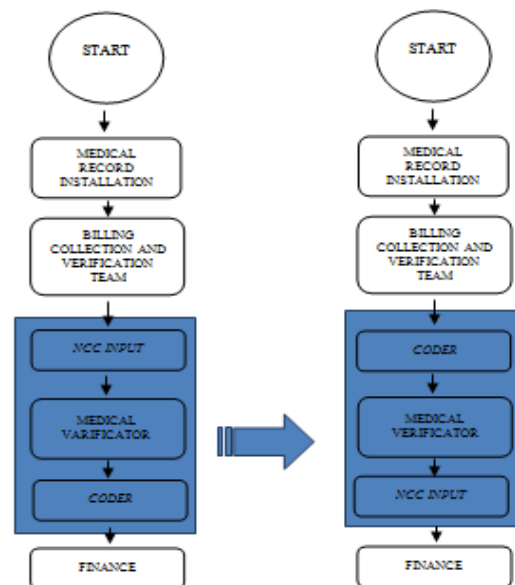 START
MEDICAL
RECORD
INSTALLATION
BILLING
COLLECTION AND
VERIFICATION
TEAM
NCC INPUT
MEDICAL
VARIFICATOR
CODER
FINANCE
START
MEDICAL
RECORD
INSTALLATION
BILLING
COLLECTION AND
VERIFICATION
TEAM
CODER
MEDICAL
VERIFICATOR
NCC INPUT
FINANCE